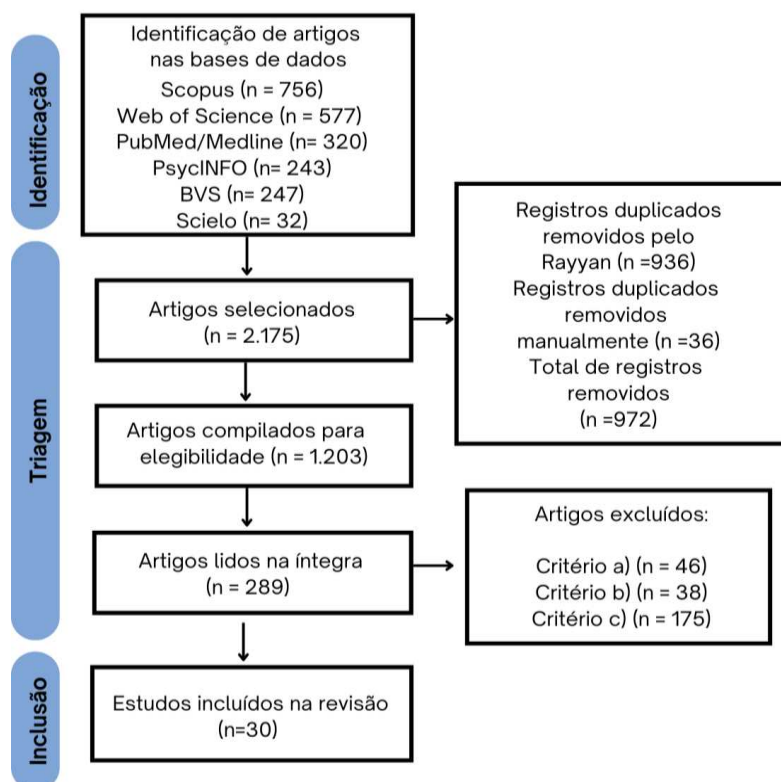 Identificação
Identificação de artigos
nas bases de dados
Scopus (n = 756)
Web of Science (n = 577)
PubMed/Medline (n= 320)
PsycINFO (n= 243)
BVS (n= 247)
Scielo (n= 32)
Triagem
Artigos selecionados
(n = 2.175)
Registros duplicados
removidos pelo
Rayyan (n =936)
Registros duplicados
removidos
manualmente (n =36)
Total de registros
removidos
(n =972)
Artigos compilados para
elegibilidade (n = 1.203)
Artigos lidos na íntegra
(n = 289)
Artigos excluídos:
Critério a) (n = 46)
Critério b) (n = 38)
Critério c) (n = 175)
Inclusão
Estudos incluídos na revisão
(n=30)